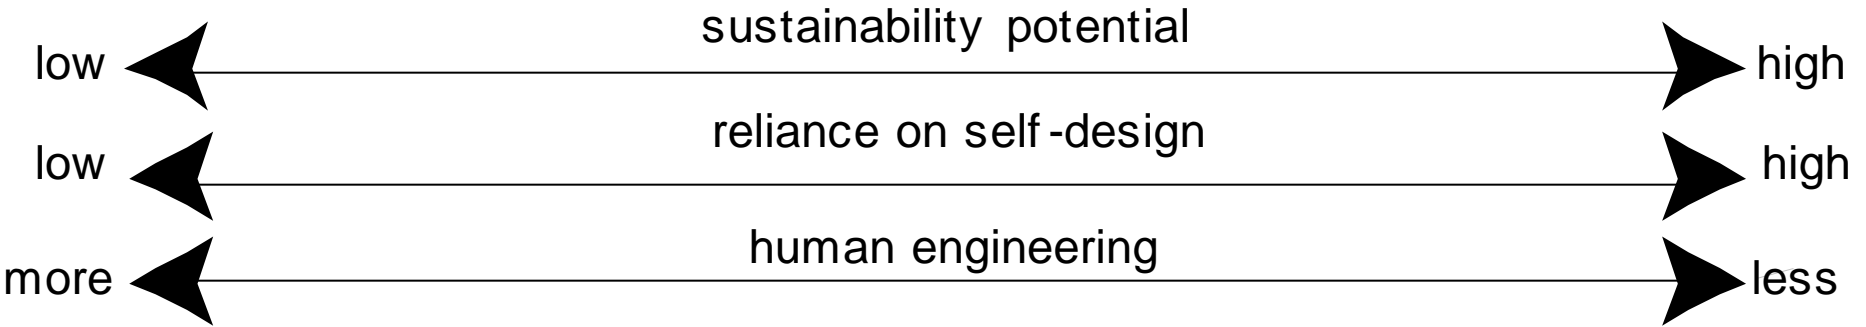 sustainability potential
low high
reliance on self-design
low high
human engineering
more less